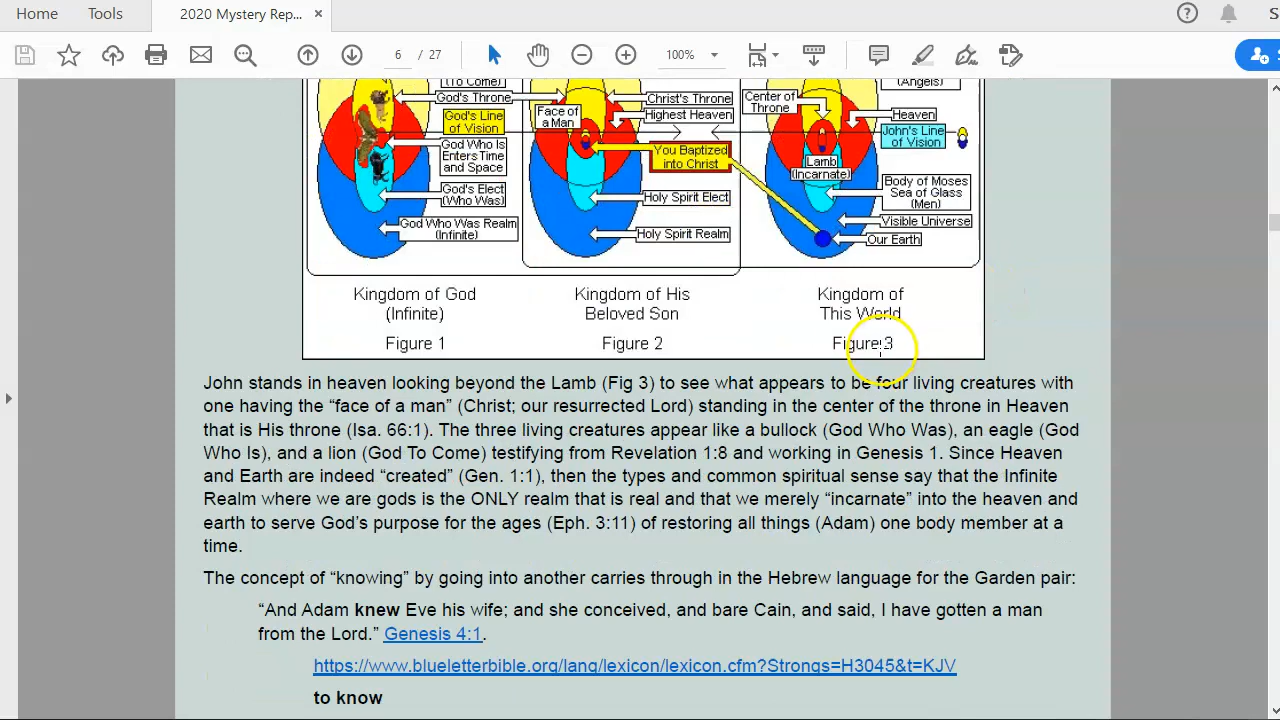 Home
Tools
2020 Mystery Rep...
×
6 / 27
100%
(To Come)
God's Throne
God's Line
of Vision
God Who Is
Enters Time
and Space
God's Elect
(Who Was)
God Who Was Realm
(Infinite)
Face of
a Man
Christ's Throne
Highest Heaven
You Baptized
into Christ
Holy Spirit Elect
Holy Spirit Realm
(Angels)
Center of
Throne
Heaven
John's Line
of Vision
Lamb
(Incarnate)
Body of Moses
Sea of Glass
(Men)
Visible Universe
Our Earth
Kingdom of God
(Infinite)
Figure 1
Kingdom of His
Beloved Son
Figure 2
Kingdom of
This World
Figure 3
John stands in heaven looking beyond the Lamb (Fig 3) to see what appears to be four living creatures with
one having the “face of a man” (Christ; our resurrected Lord) standing in the center of the throne in Heaven
that is His throne (Isa. 66:1). The three living creatures appear like a bullock (God Who Was), an eagle (God
Who Is), and a lion (God To Come) testifying from Revelation 1:8 and working in Genesis 1. Since Heaven
and Earth are indeed “created” (Gen. 1:1), then the types and common spiritual sense say that the Infinite
Realm where we are gods is the ONLY realm that is real and that we merely “incarnate” into the heaven and
earth to serve God’s purpose for the ages (Eph. 3:11) of restoring all things (Adam) one body member at a
time.
The concept of “knowing” by going into another carries through in the Hebrew language for the Garden pair:
“And Adam knew Eve his wife; and she conceived, and bare Cain, and said, I have gotten a man
from the Lord.” Genesis 4:1.
https://www.blueletterbible.org/lang/lexicon/lexicon.cfm?Strongs=H3045&t=KJV
to know